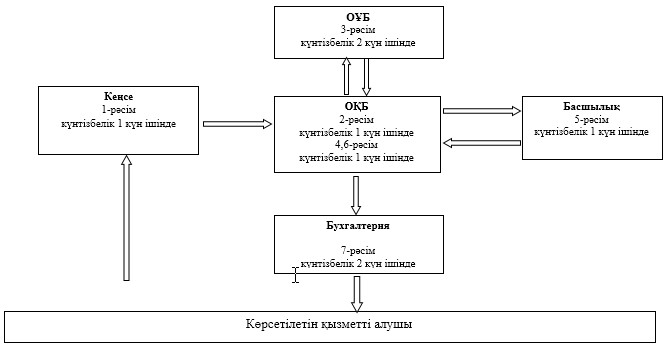 ОҰБ
3-рәсім
күнтізбелік 2 күн ішінде
Кеңсе
1-рәсім
күнтізбелік 1 күн ішінде
ОҚБ
2-рәсім
күнтізбелік 1 күн ішінде
4,6-рәсім
күнтізбелік 1 күн ішінде
Басшылық
5-рәсім
күнтізбелік 1 күн ішінде
Бухгалтерия
7-рәсім
күнтізбелік 2 күн ішінде
Көрсетілетін қызметті алушы